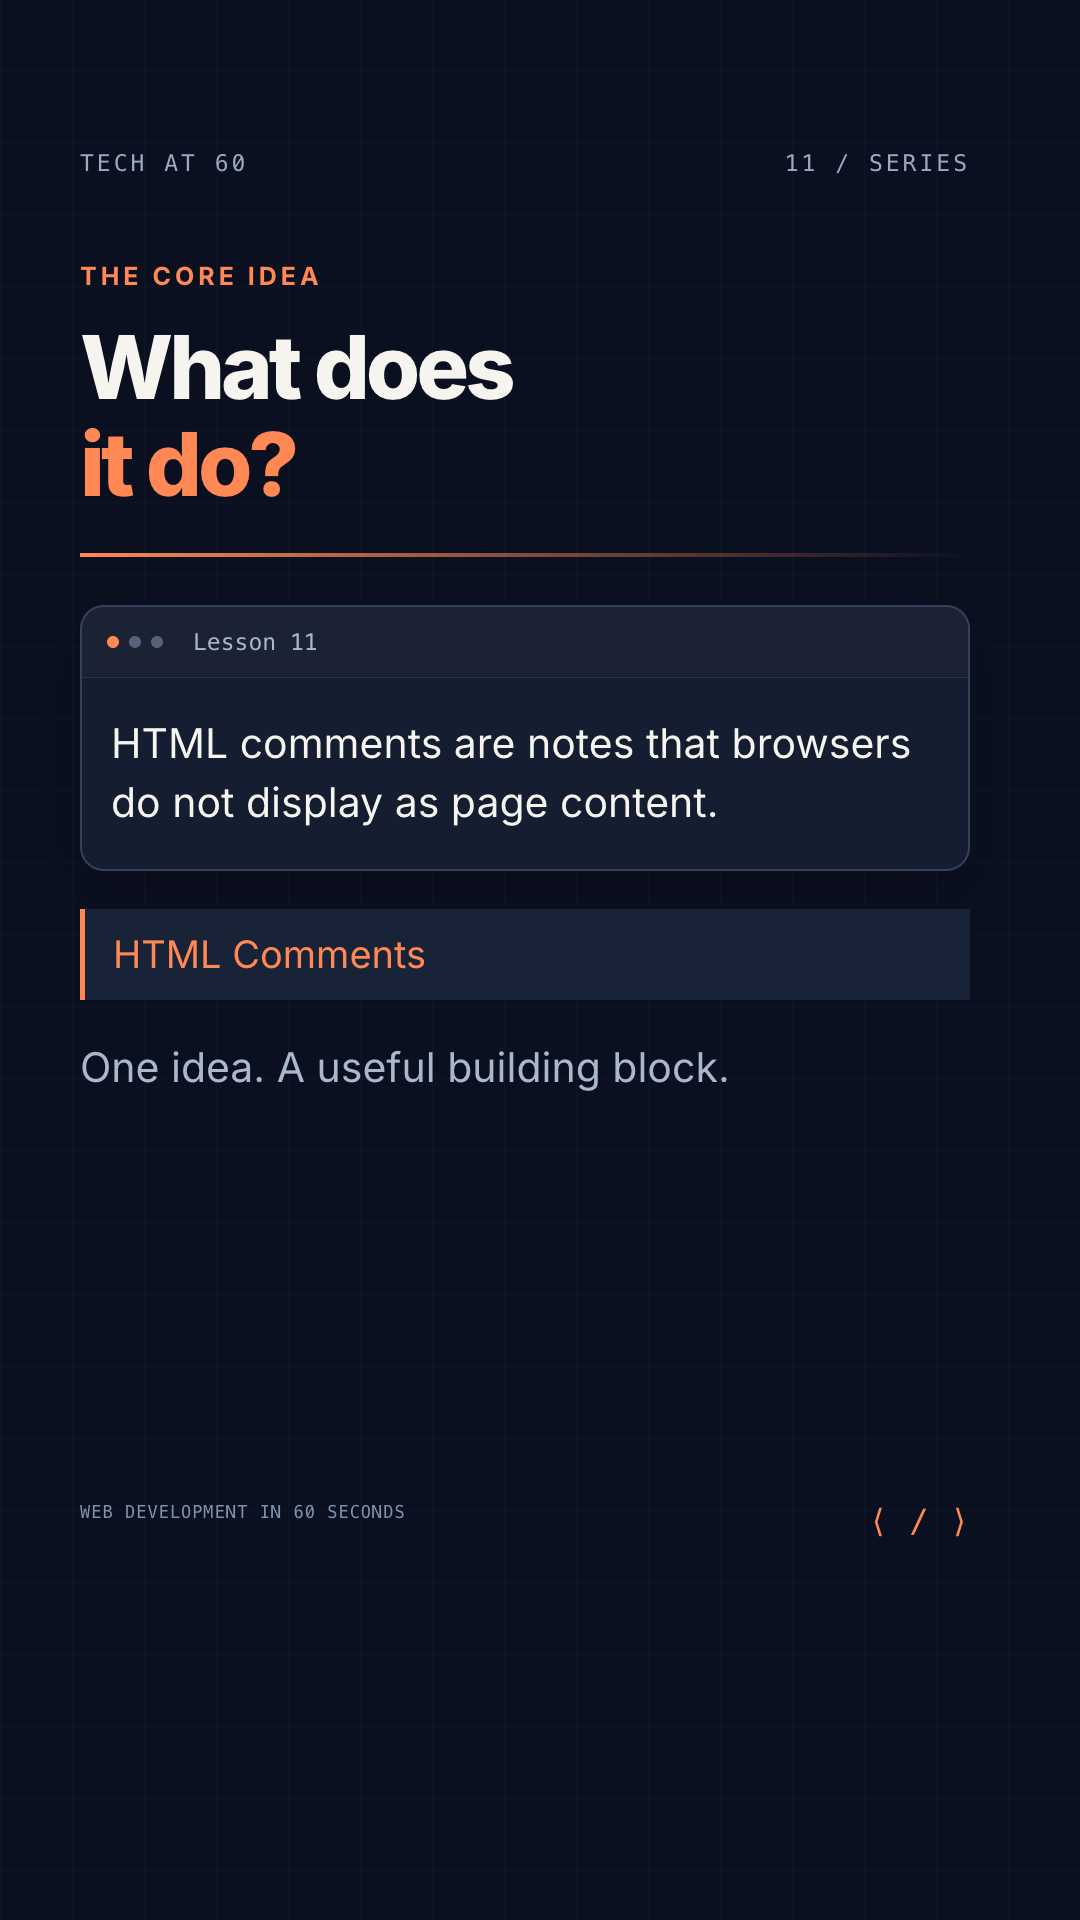 TECH AT 60
11 / SERIES
THE CORE IDEA
What does
it do?
Lesson 11
HTML comments are notes that browsers
do not display as page content.
HTML Comments
One idea. A useful building block.
WEB DEVELOPMENT IN 60 SECONDS
⟨ / ⟩